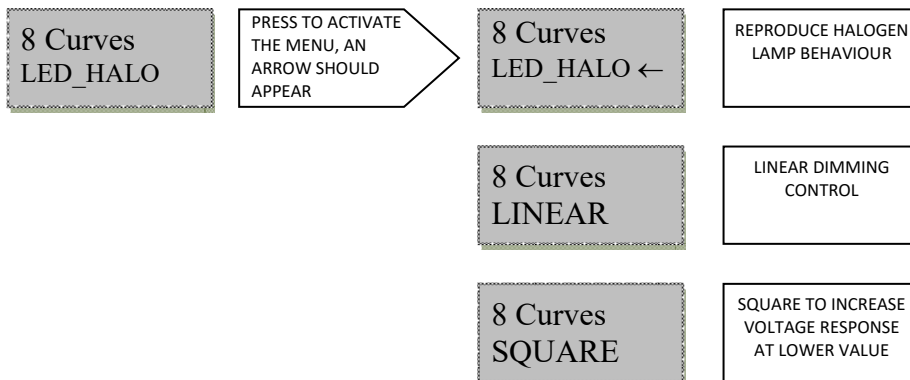 8 Curves
LED_HALO
PRESS TO ACTIVATE
THE MENU, AN
ARROW SHOULD
APPEAR
8 Curves
LED_HALO ←
REPRODUCE HALOGEN
LAMP BEHAVIOUR
8 Curves
LINEAR
LINEAR DIMMING
CONTROL
8 Curves
SQUARE
SQUARE TO INCREASE
VOLTAGE RESPONSE
AT LOWER VALUE